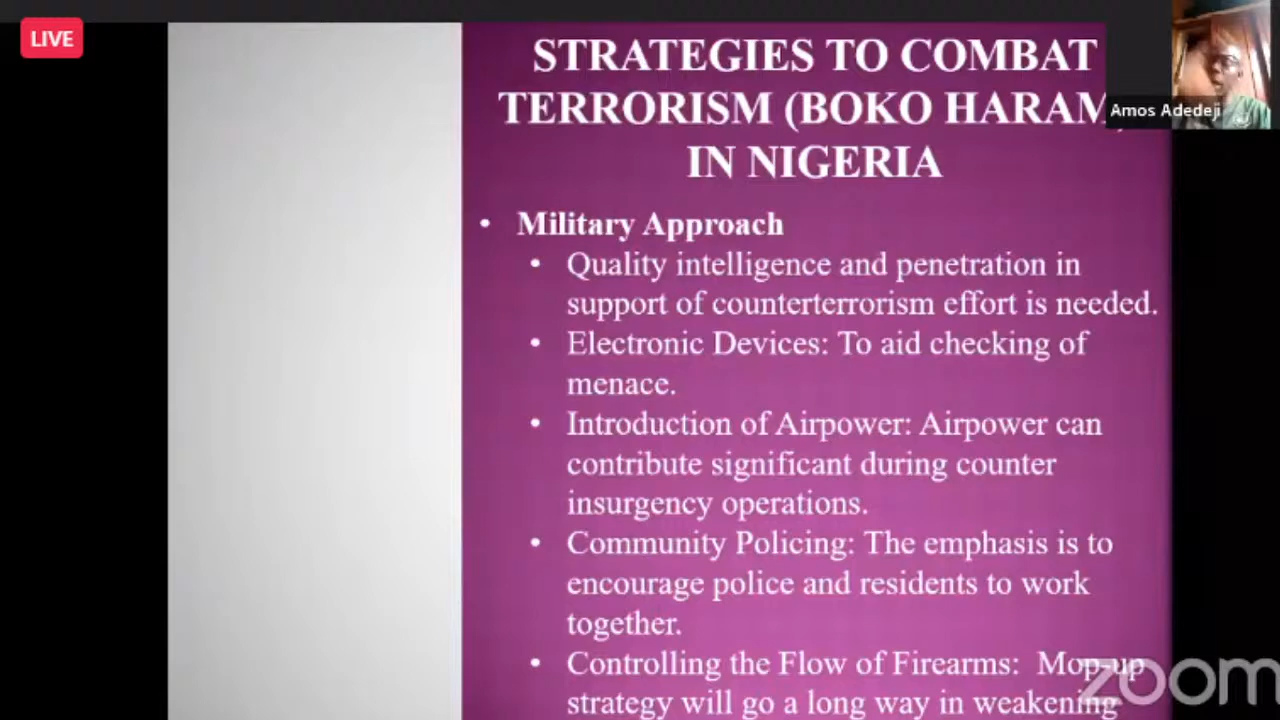 LIVE
STRATEGIES TO COMBAT
TERRORISM (BOKO HARAM)
IN NIGERIA
Amos Adedeji
• Military Approach
• Quality intelligence and penetration in
support of counterterrorism effort is needed.
• Electronic Devices: To aid checking of
menace.
• Introduction of Airpower: Airpower can
contribute significant during counter
insurgency operations.
• Community Policing: The emphasis is to
encourage police and residents to work
together.
• Controlling the Flow of Firearms: Mop-up
strategy will go a long way in weakening
zoom